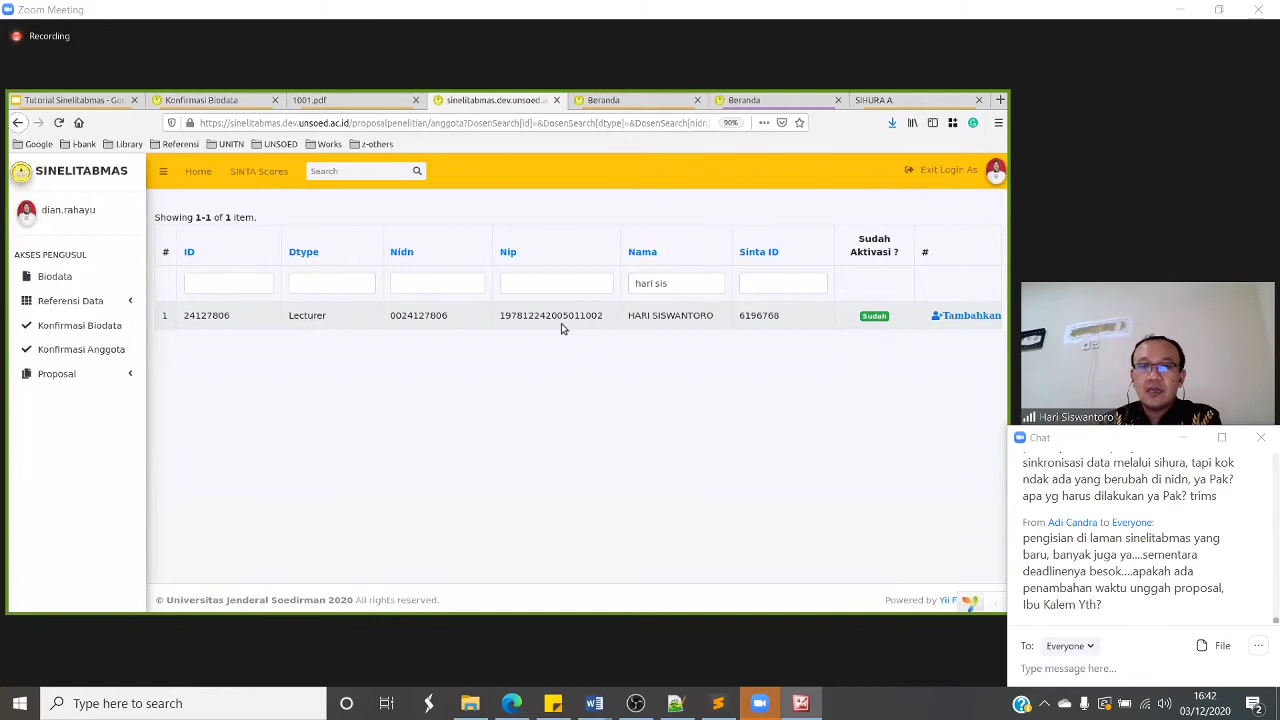 Zoom Meeting
Recording
Tutorial Sinelitabmas - Go
Konfirmasi Biodata
1001.pdf
sinelitabmas.dev.unsoed.a
Beranda
Beranda
SIHURA A.
https://sinelitabmas.dev.unsoed.ac.id/proposalpenelitian/anggota?DosenSearch[id]=&DosenSearch[dtype]=&DosenSearch[nidn
90%
Google
i-bank
Library
Referensi
UNITN
UNSOED
Works
z-others
SINELITABMAS
Home
SINTA Scores
Search
Exit Login As
dian.rahayu
AKSES PENGUSUL
Biodata
Referensi Data
Konfirmasi Biodata
Konfirmasi Anggota
Proposal
Showing 1-1 of 1 item.
# ID Dtype Nidn Nip Nama Sinta ID Sudah Aktivasi ? #
hari sis
1 24127806 Lecturer 0024127806 197812242005011002 HARI SISWANTORO 6196768 Sudah Tambahkan
© Universitas Jenderal Soedirman 2020 All rights reserved.
Powered by Yii F
Hari Siswantoro
Chat
sinkronisasi data melalui sihura, tapi kok
ndak ada yang berubah di nidn, ya Pak?
apa yg harus dilakukan ya Pak? trims
From Adi Candra to Everyone:
pengisian di laman sinelitabmas yang
baru, banyak juga ya....sementara
deadlinenya besok....apakah ada
penambahan waktu unggah proposal,
Ibu Kalem Yth?
To: Everyone
File
Type message here...
Type here to search
16:42
03/12/2020
2